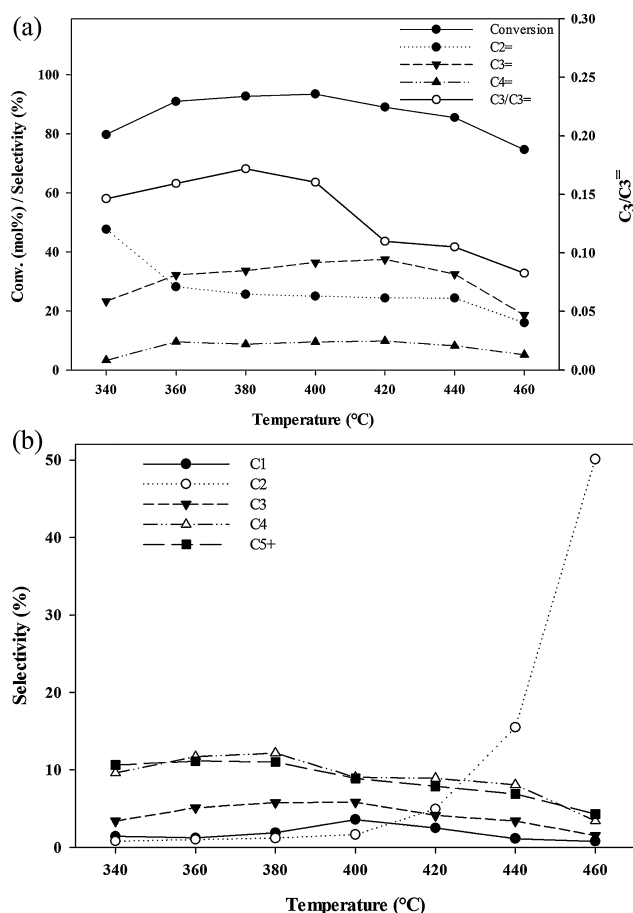 (a)
Conversion
C2=
C3=
C4=
C3/C3=
Conv. (mol%) / Selectivity (%)
100
80
60
40
20
0
0.30
0.25
0.20
0.15
0.10
0.05
0.00
C3/C3=
340 360 380 400 420 440 460
Temperature (°C)
(b)
C1
C2
C3
C4
C5+
Selectivity (%)
50
40
30
20
10
0
340 360 380 400 420 440 460
Temperature (°C)